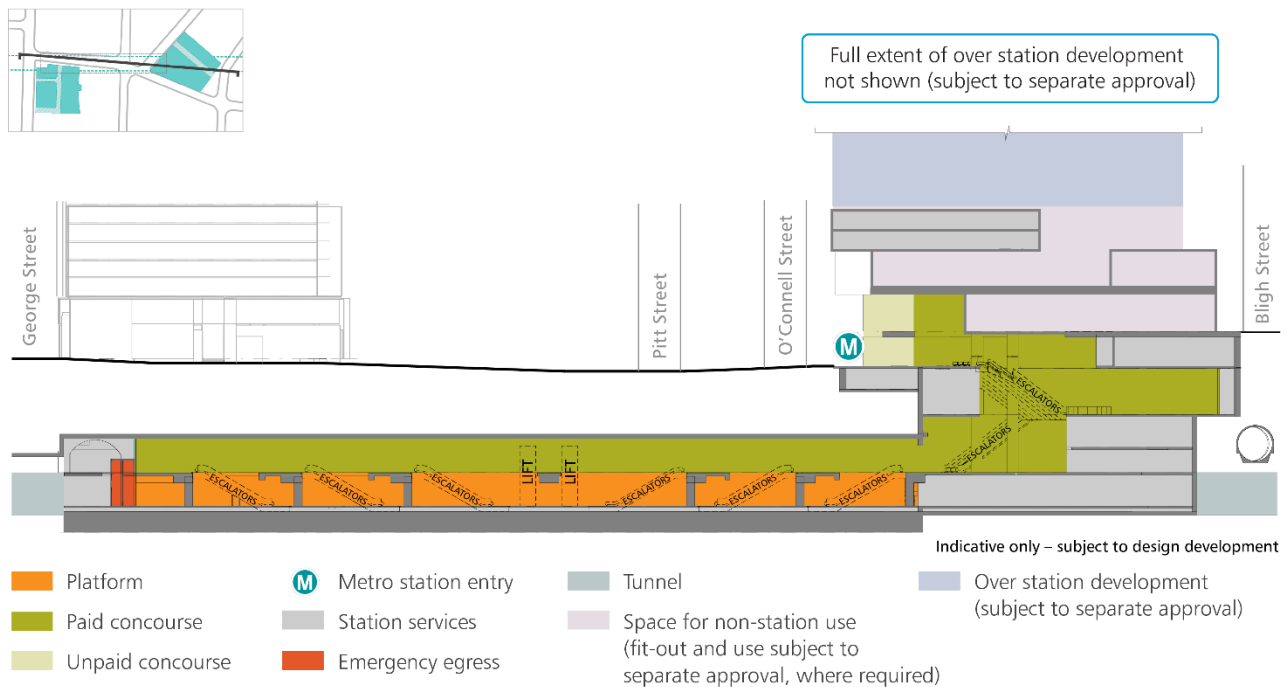 Full extent of over station development
not shown (subject to separate approval)
George Street
Pitt Street
O’Connell Street
Bligh Street
M
ESCALATORS
ESCALATORS
LIFT
LIFT
ESCALATORS
ESCALATORS
ESCALATORS
ESCALATORS
ESCALATORS
ESCALATORS
Indicative only – subject to design development
Platform
Paid concourse
Unpaid concourse
M
Metro station entry
Station services
Emergency egress
Tunnel
Space for non-station use
(fit-out and use subject to
separate approval, where required)
Over station development
(subject to separate approval)